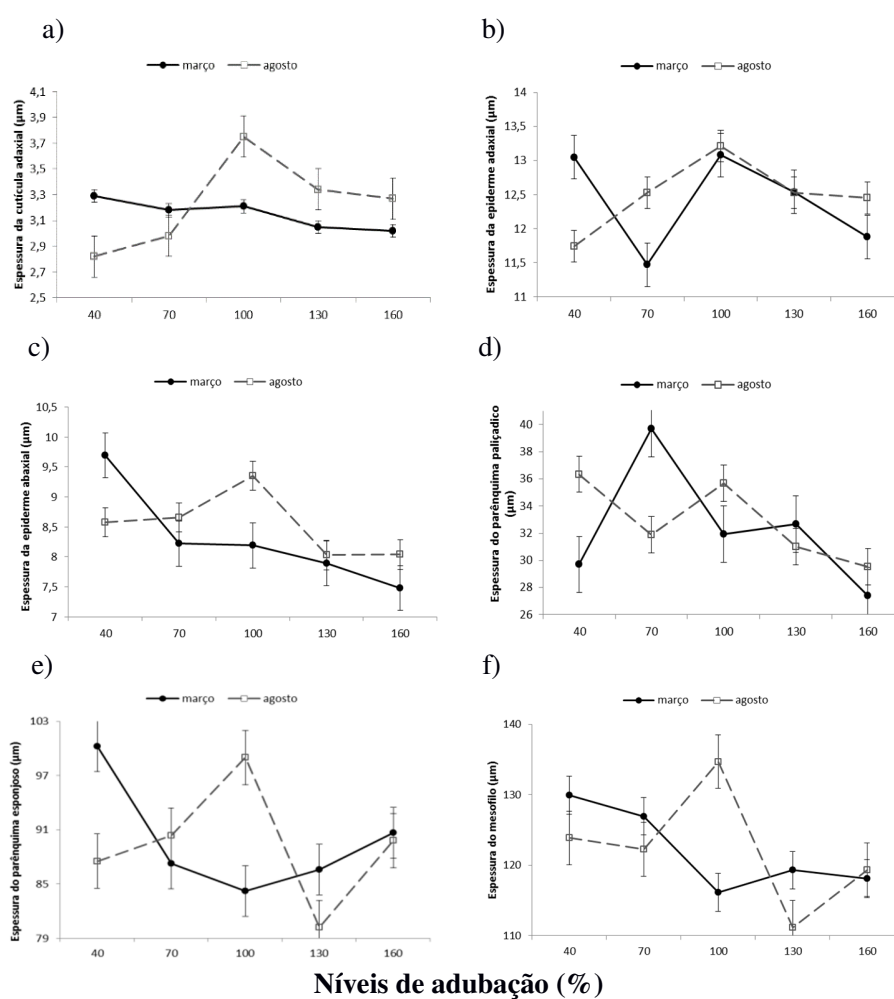 a)
março agosto
Espessura da cutícula adaxial (µm)
4,1
3,9
3,7
3,5
3,3
3,1
2,9
2,7
2,5
40 70 100 130 160
b)
março agosto
Espessura da epiderme adaxial (µm)
14
13,5
13
12,5
12
11,5
11
40 70 100 130 160
c)
março agosto
Espessura da epiderme abaxial (µm)
10,5
10
9,5
9
8,5
8
7,5
7
40 70 100 130 160
d)
março agosto
Espessura do parênquima paliçadico
(µm)
40
38
36
34
32
30
28
26
40 70 100 130 160
e)
março agosto
Espessura do parênquima esponjoso (µm)
103
97
91
85
79
40 70 100 130 160
f)
março agosto
Espessura do mesofilo (µm)
140
130
120
110
40 70 100 130 160
Níveis de adubação (%)